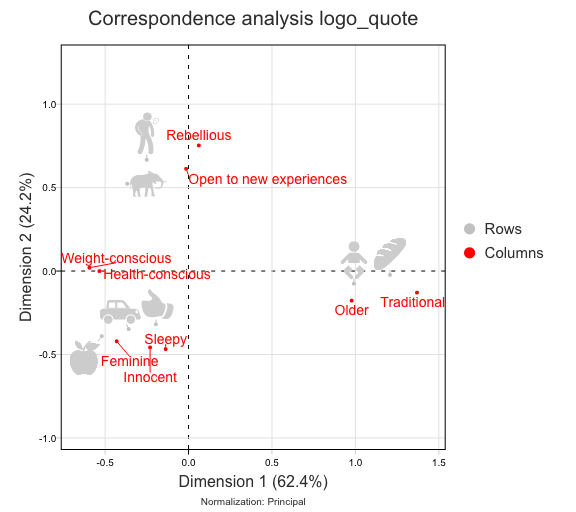 Correspondence analysis logo_quote
Dimension 2 (24.2%)
1.0
0.5
0.0
-0.5
-1.0
Rebellious
Open to new experiences
Weight-conscious
Health-conscious
Older
Traditional
Sleepy
Feminine
Innocent
-0.5
0.0
0.5
1.0
1.5
Dimension 1 (62.4%)
Normalization: Principal
Rows
Columns